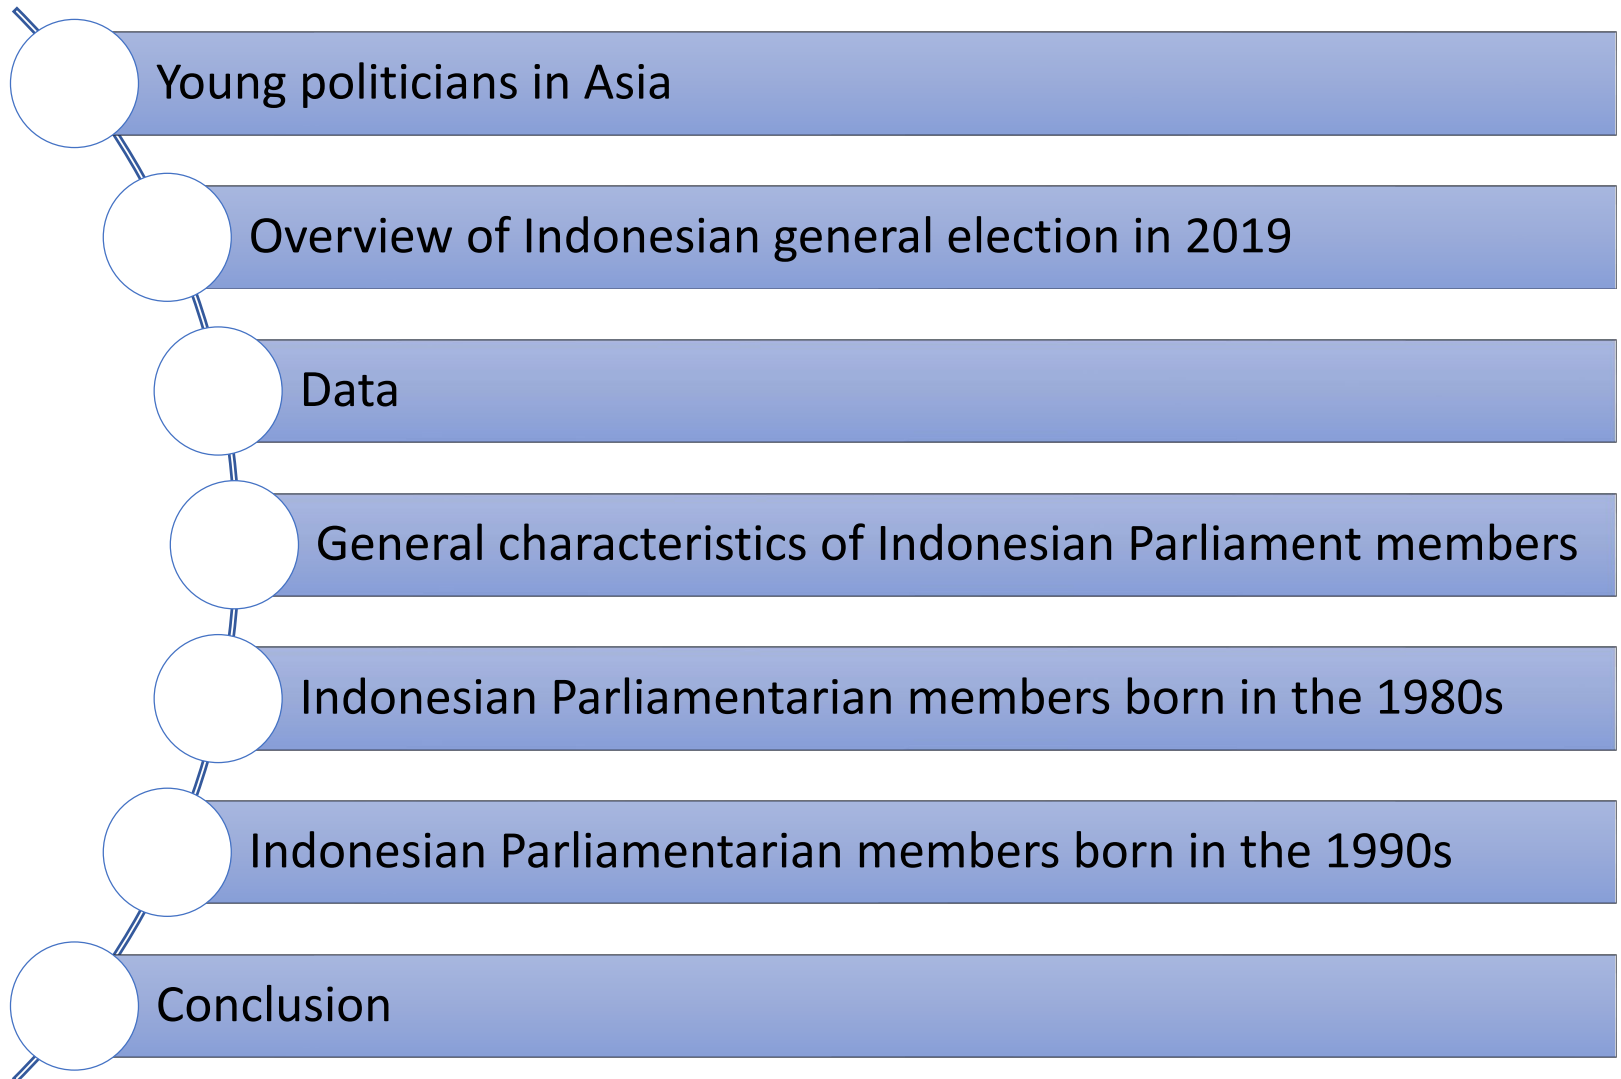 Young politicians in Asia
Overview of Indonesian general election in 2019
Data
General characteristics of Indonesian Parliament members
Indonesian Parliamentarian members born in the 1980s
Indonesian Parliamentarian members born in the 1990s
Conclusion